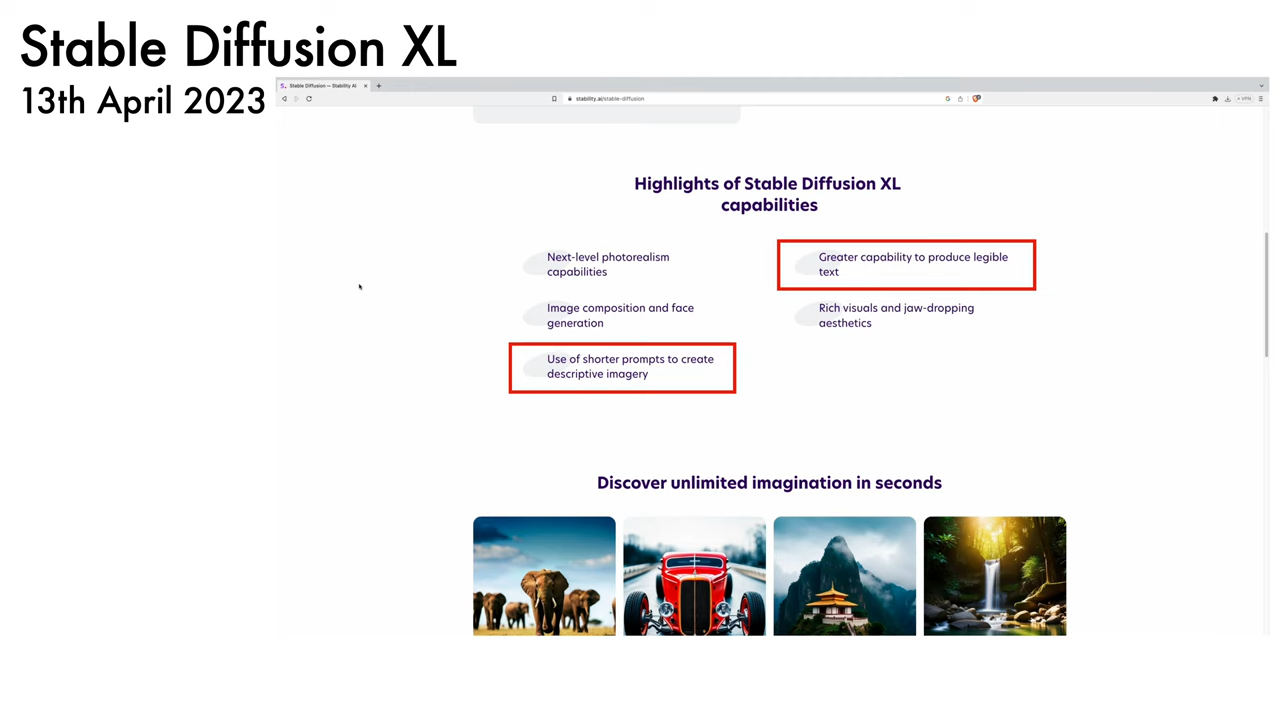 Stable Diffusion XL
13th April 2023
Stable Diffusion — Stability AI
stability.ai/stable-diffusion
VPN
Highlights of Stable Diffusion XL
capabilities
Next-level photorealism
capabilities
Greater capability to produce legible
text
Image composition and face
generation
Rich visuals and jaw-dropping
aesthetics
Use of shorter prompts to create
descriptive imagery
Discover unlimited imagination in seconds